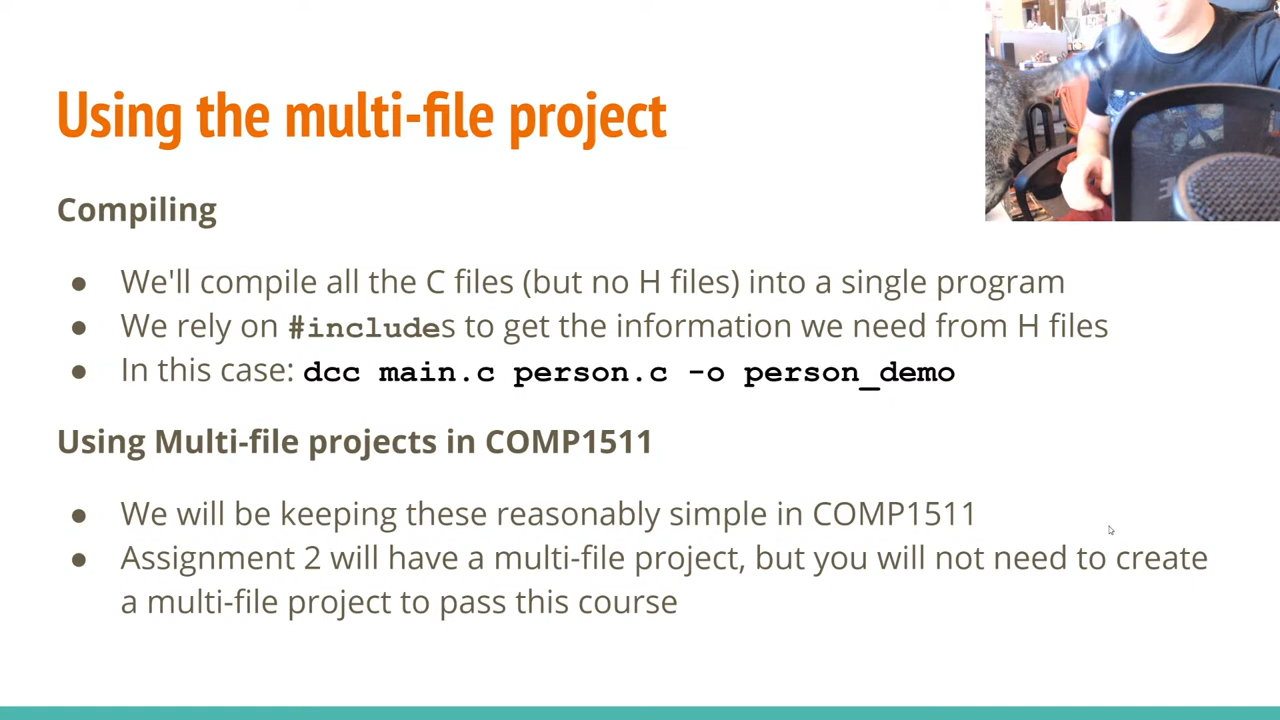 Using the multi-file project
Compiling
● We'll compile all the C files (but no H files) into a single program
● We rely on #includes to get the information we need from H files
● In this case: dcc main.c person.c -o person_demo
Using Multi-file projects in COMP1511
● We will be keeping these reasonably simple in COMP1511
● Assignment 2 will have a multi-file project, but you will not need to create
a multi-file project to pass this course